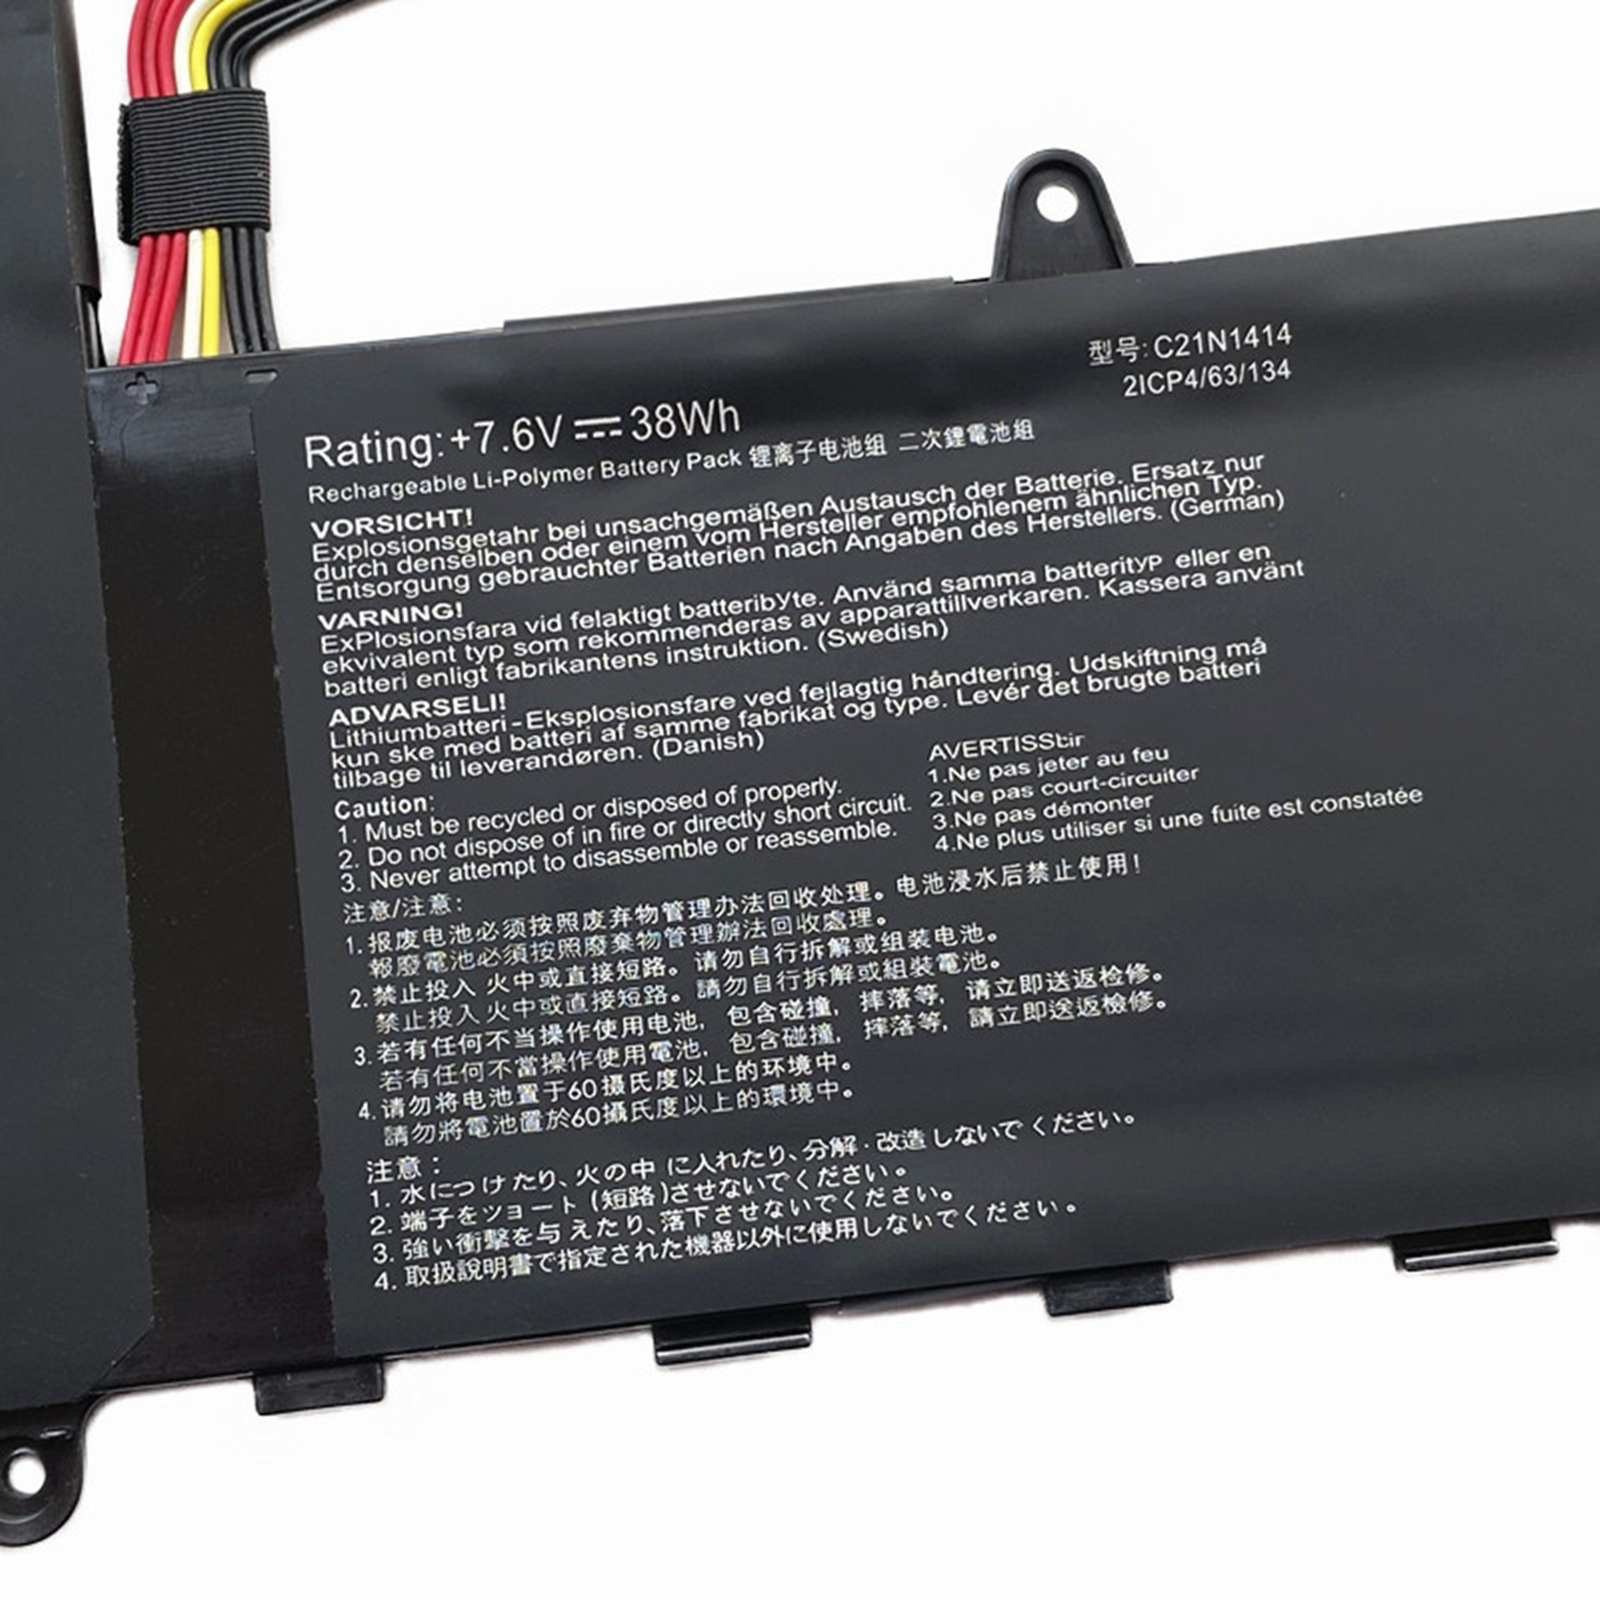 型号: C21N1414
2ICP4/63/134
Rating: +7.6V 38Wh
Rechargeable Li-Polymer Battery Pack 锂离子电池组 二次鋰電池組
VORSICHT!
Explosionsgetahr bei unsachgemäßen Austausch der Batterie. Ersatz nur
durch denselben oder einem vom Hersteller empfohlenem ähnlichen Typ.
Entsorgung gebrauchter Batterien nach Angaben des Herstellers. (German)
VARNING!
ExPlosionsfara vid felaktigt batteribyte. Använd samma batterityp eller en
ekvivalent typ som rekommenderas av apparattillverkaren. Kassera använt
batteri enligt fabrikantens instruktion. (Swedish)
ADVARSELI!
Lithiumbatteri-Eksplosionsfare ved fejlagtig håndtering. Udskiftning må
kun ske med batteri af samme fabrikat og type. Levér det brugte batteri
tilbage til leverandøren. (Danish)
Caution:
1. Must be recycled or disposed of properly.
2. Do not dispose of in fire or directly short circuit.
3. Never attempt to disassemble or reassemble.
AVERTISStir
1.Ne pas jeter au feu
2.Ne pas court-circuiter
3.Ne pas démonter
4.Ne plus utiliser si une fuite est constatée
注意/注意:
1. 报废电池必须按照废弃物管理办法回收处理。电池浸水后禁止使用!
報廢電池必須按照廢棄物管理辦法回收處理。
2. 禁止投入 火中或直接短路。请勿自行拆解或组装电池。
禁止投入 火中或直接短路。請勿自行拆解或組裝電池。
3. 若有任何不当操作使用电池, 包含碰撞, 摔落等, 请立即送返检修。
若有任何不當操作使用電池, 包含碰撞, 摔落等, 請立即送返檢修。
4. 请勿将电池置于60摄氏度以上的环境中。
請勿將電池置於60攝氏度以上的環境中。
注意:
1. 水につけたり、火の中 に入れたり、分解・改造しないで ください。
2. 端子をツョート (短路)させないでください。
3. 強い衝撃を与 えたり、落下させないでください。
4. 取扱說明書で指定された機器以外に使用しないでください。